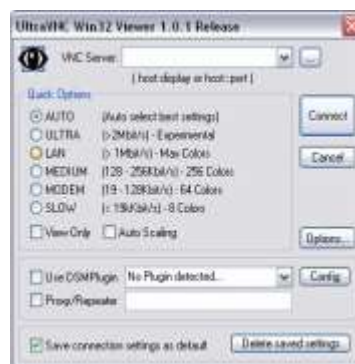 UltraVNC Win32 Viewer 1.0.1 Release
VNC Server:
( host:display or host::port )
Quick Options
AUTO (Auto select best settings)
ULTRA (>2Mbit/s) - Experimental
LAN (> 1Mbit/s) - Max Colors
MEDIUM (128 - 256Kbit/s) - 256 Colors
MODEM (19 - 128Kbit/s) - 64 Colors
SLOW (< 19kKbit/s) - 8 Colors
View Only Auto Scaling
Connect
Cancel
Options...
Use DSMPlugin No Plugin detected... Config
Proxy/Repeater
Save connection settings as default Delete saved settings